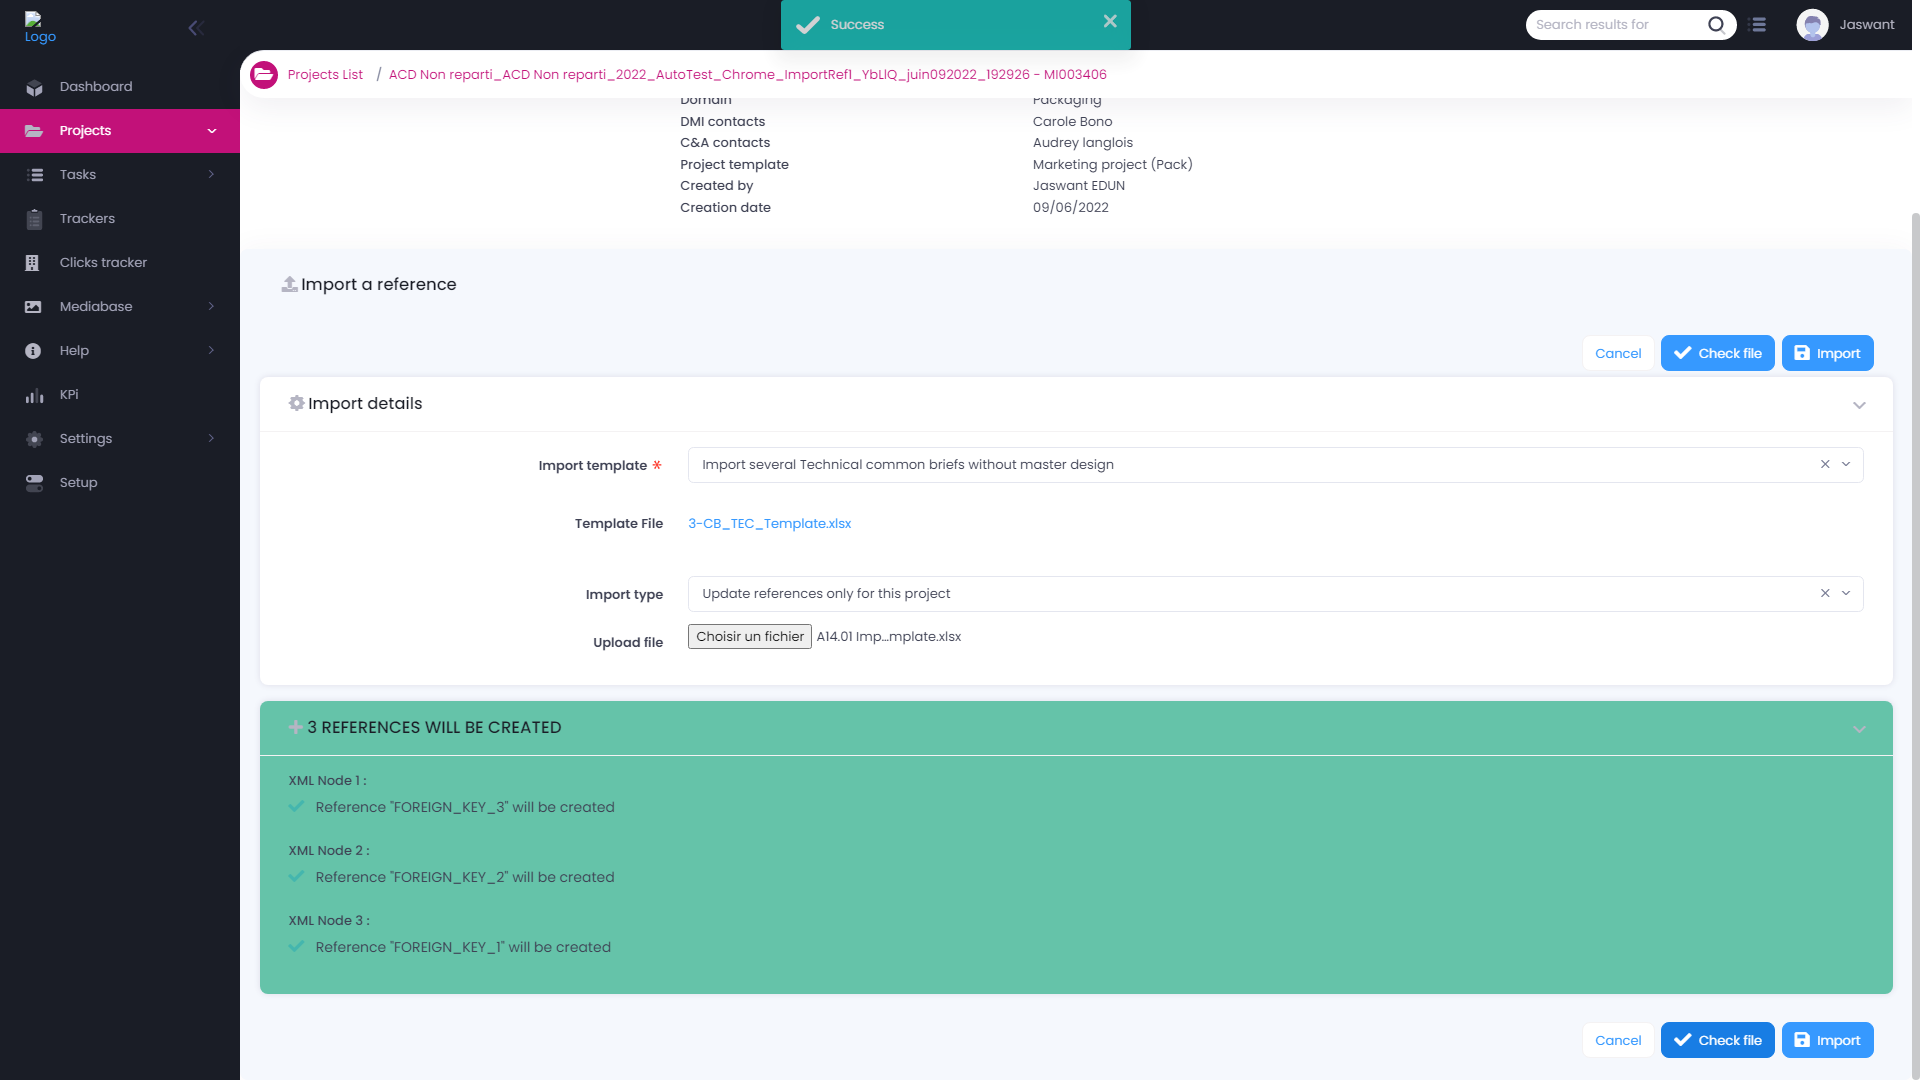 Logo
Success
Search results for
Jaswant
Projects List / ACD Non reparti_ACD Non reparti_2022_AutoTest_Chrome_ImportRef1_YbLlQ_juin092022_192926 - MI003406
Dashboard
Projects
Tasks
Trackers
Clicks tracker
Mediabase
Help
KPi
Settings
Setup
Domain Packaging
DMI contacts Carole Bono
C&A contacts Audrey langlois
Project template Marketing project (Pack)
Created by Jaswant EDUN
Creation date 09/06/2022
Import a reference
Cancel Check file Import
Import details
Import template * Import several Technical common briefs without master design
Template File 3-CB_TEC_Template.xlsx
Import type Update references only for this project
Upload file Choisir un fichier A14.01 Imp...mplate.xlsx
3 REFERENCES WILL BE CREATED
XML Node 1 :
Reference "FOREIGN_KEY_3" will be created
XML Node 2 :
Reference "FOREIGN_KEY_2" will be created
XML Node 3 :
Reference "FOREIGN_KEY_1" will be created
Cancel Check file Import